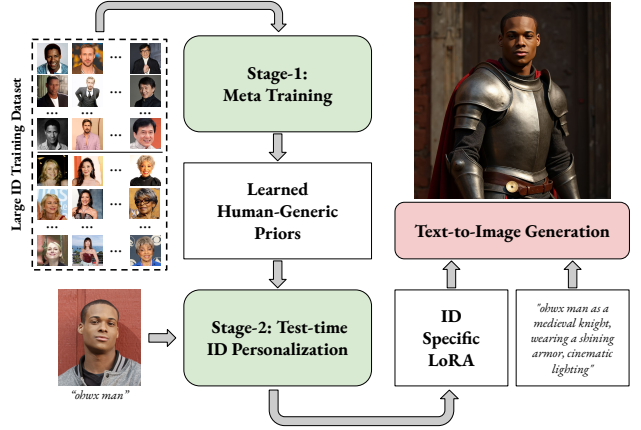 Large ID Training Dataset
...
...
...
...
...
...
...
...
...
...
Stage-1:
Meta Training
Learned
Human-Generic
Priors
Stage-2: Test-time
ID Personalization
"ohwx man"
ID
Specific
LoRA
"ohwx man as a
medieval knight,
wearing a shining
armor, cinematic
lighting"
Text-to-Image Generation